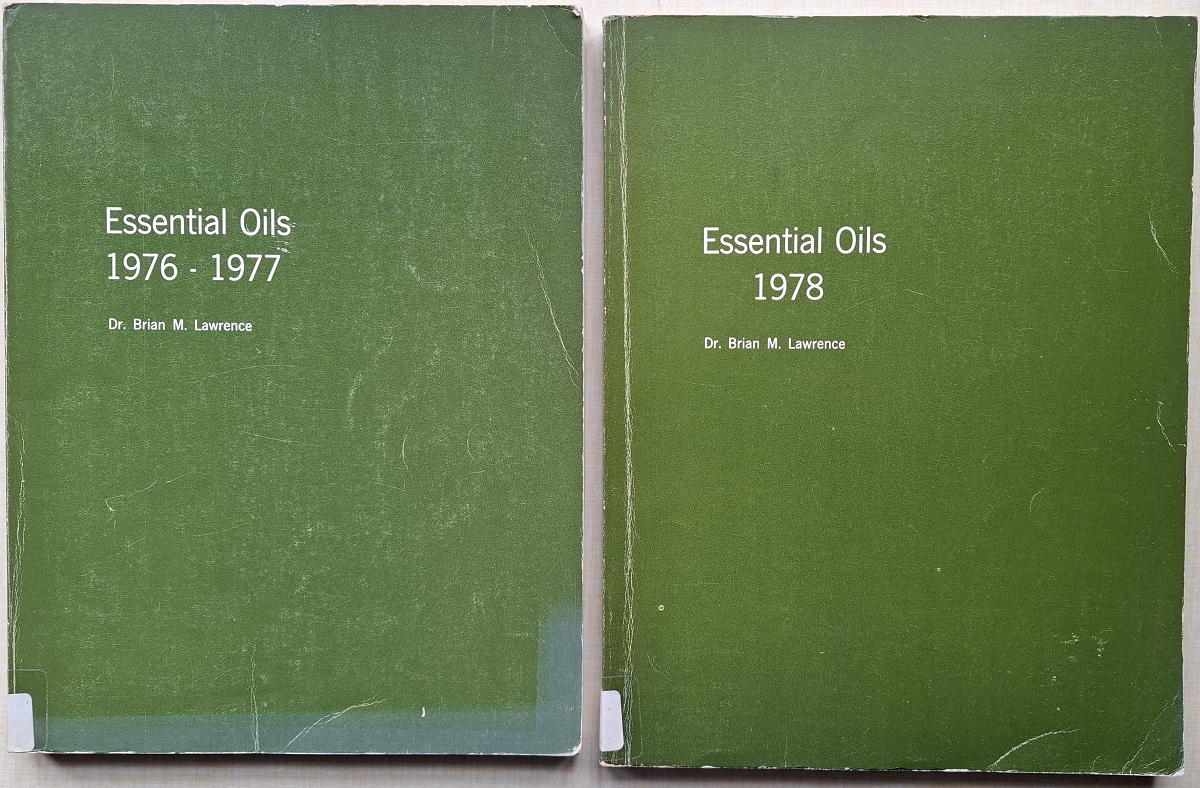 Essential Oils
1976 - 1977
Dr. Brian M. Lawrence
Essential Oils
1978
Dr. Brian M. Lawrence